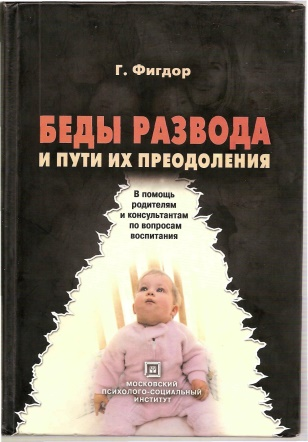 Г. Фигдор
БЕДЫ РАЗВОДА
И ПУТИ ИХ ПРЕОДОЛЕНИЯ
В помощь
родителям
и консультантам
по вопросам
воспитания
МОСКОВСКИЙ
ПСИХОЛОГО-СОЦИАЛЬНЫЙ
ИНСТИТУТ